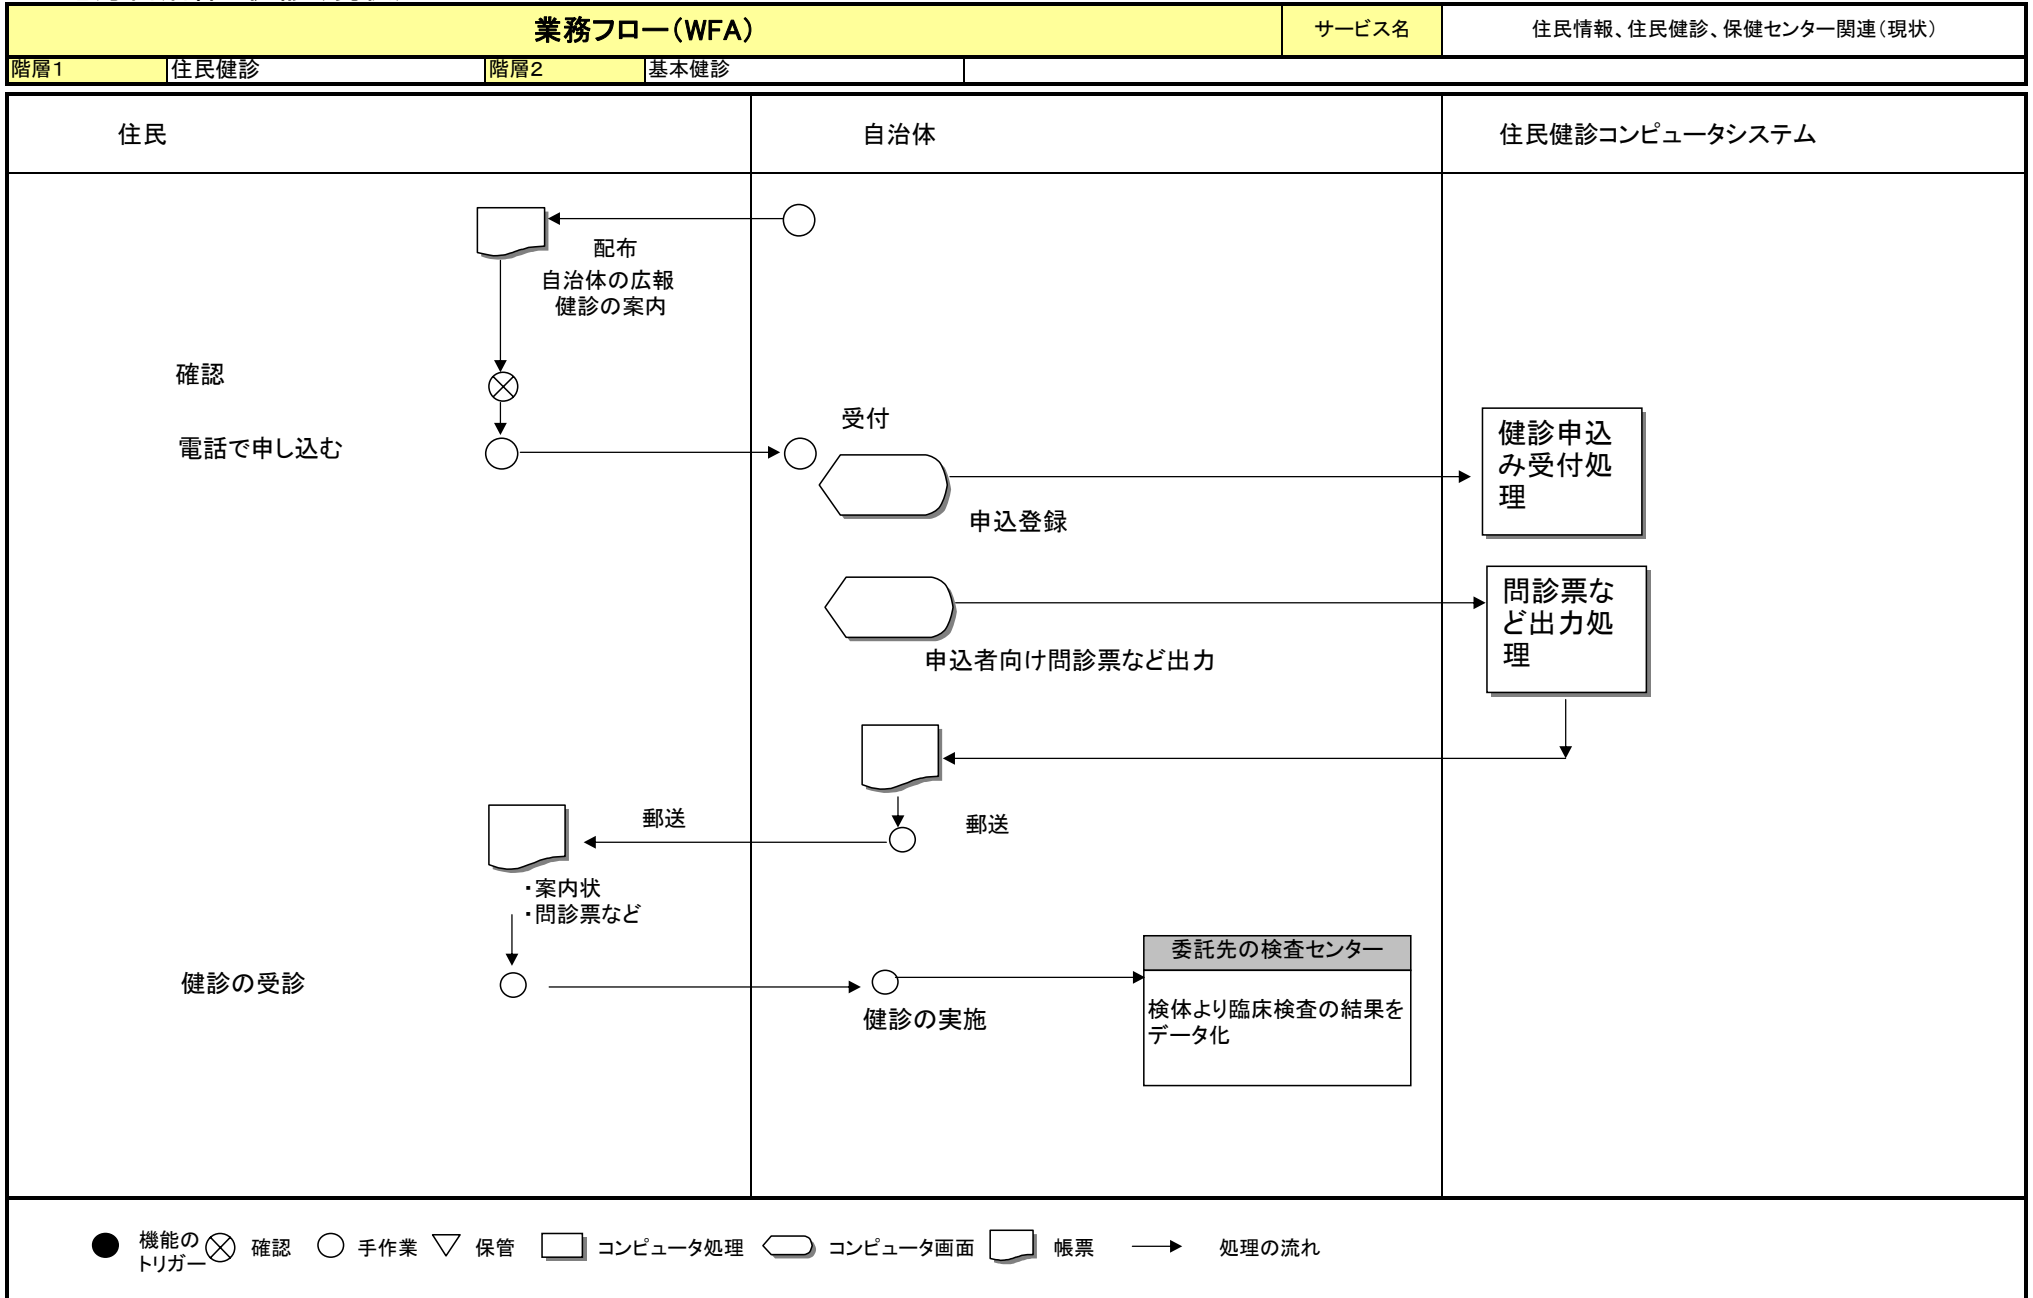 業務フロー（WFA）
サービス名
住民情報、住民健診、保健センター関連（現状）
階層１
住民健診
階層２
基本健診
住民
自治体
住民健診コンピュータシステム
配布
自治体の広報
健診の案内
確認
電話で申し込む
受付
申込登録
健診申込
み受付処
理
申込者向け問診票など出力
問診票な
ど出力処
理
郵送
郵送
・案内状
・問診票など
健診の受診
健診の実施
委託先の検査センター
検体より臨床検査の結果を
データ化
機能の
トリガー
確認
手作業
保管
コンピュータ処理
コンピュータ画面
帳票
処理の流れ